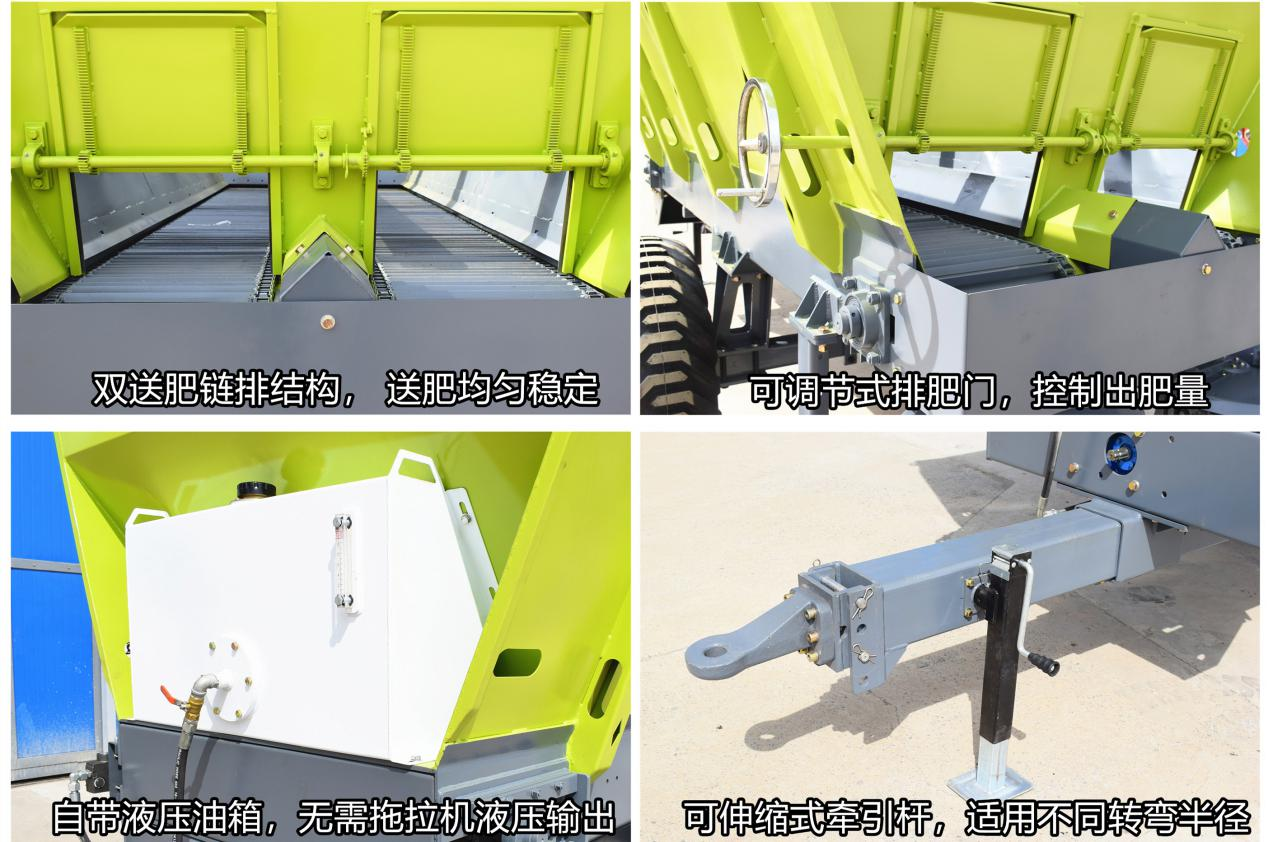 双送肥链排结构， 送肥均匀稳定
可调节式排肥门，控制出肥量
自带液压油箱，无需拖拉机液压输出
可伸缩式牵引杆，适用不同转弯半径